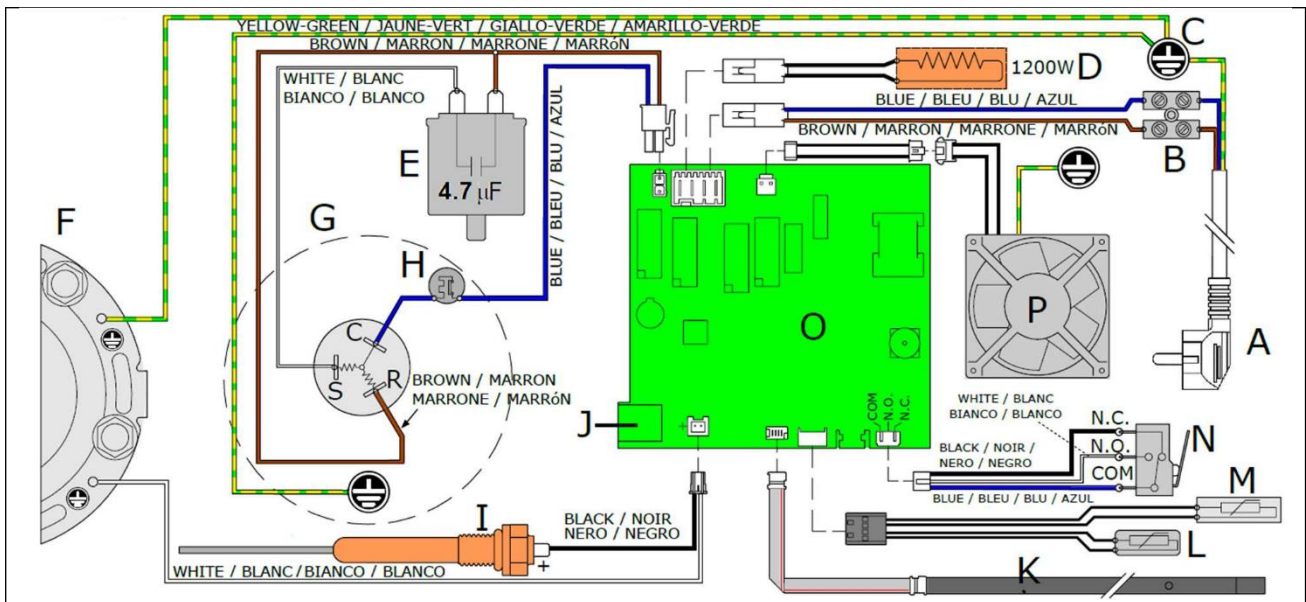 YELLOW-GREEN / JAUNE-VERT / GIALLO-VERDE / AMARILLO-VERDE
BROWN / MARRON / MARRONE / MARRóN
C
WHITE / BLANC
BIANCO / BLANCO
1200W D
BLUE / BLEU / BLU / AZUL
BROWN / MARRON / MARRONE / MARRóN
B
E
4.7 µF
BLUE / BLEU / BLU / AZUL
F
G
H
C
S
R
BROWN / MARRON
MARRONE / MARRóN
O
P
A
J
+
COM
N.O.
N.C.
WHITE / BLANC
BIANCO / BLANCO
N.C.
N.O.
COM
N
BLACK / NOIR /
NERO / NEGRO
BLUE / BLEU / BLU / AZUL
M
L
K
I
BLACK / NOIR
NERO / NEGRO
+
WHITE / BLANC / BIANCO / BLANCO